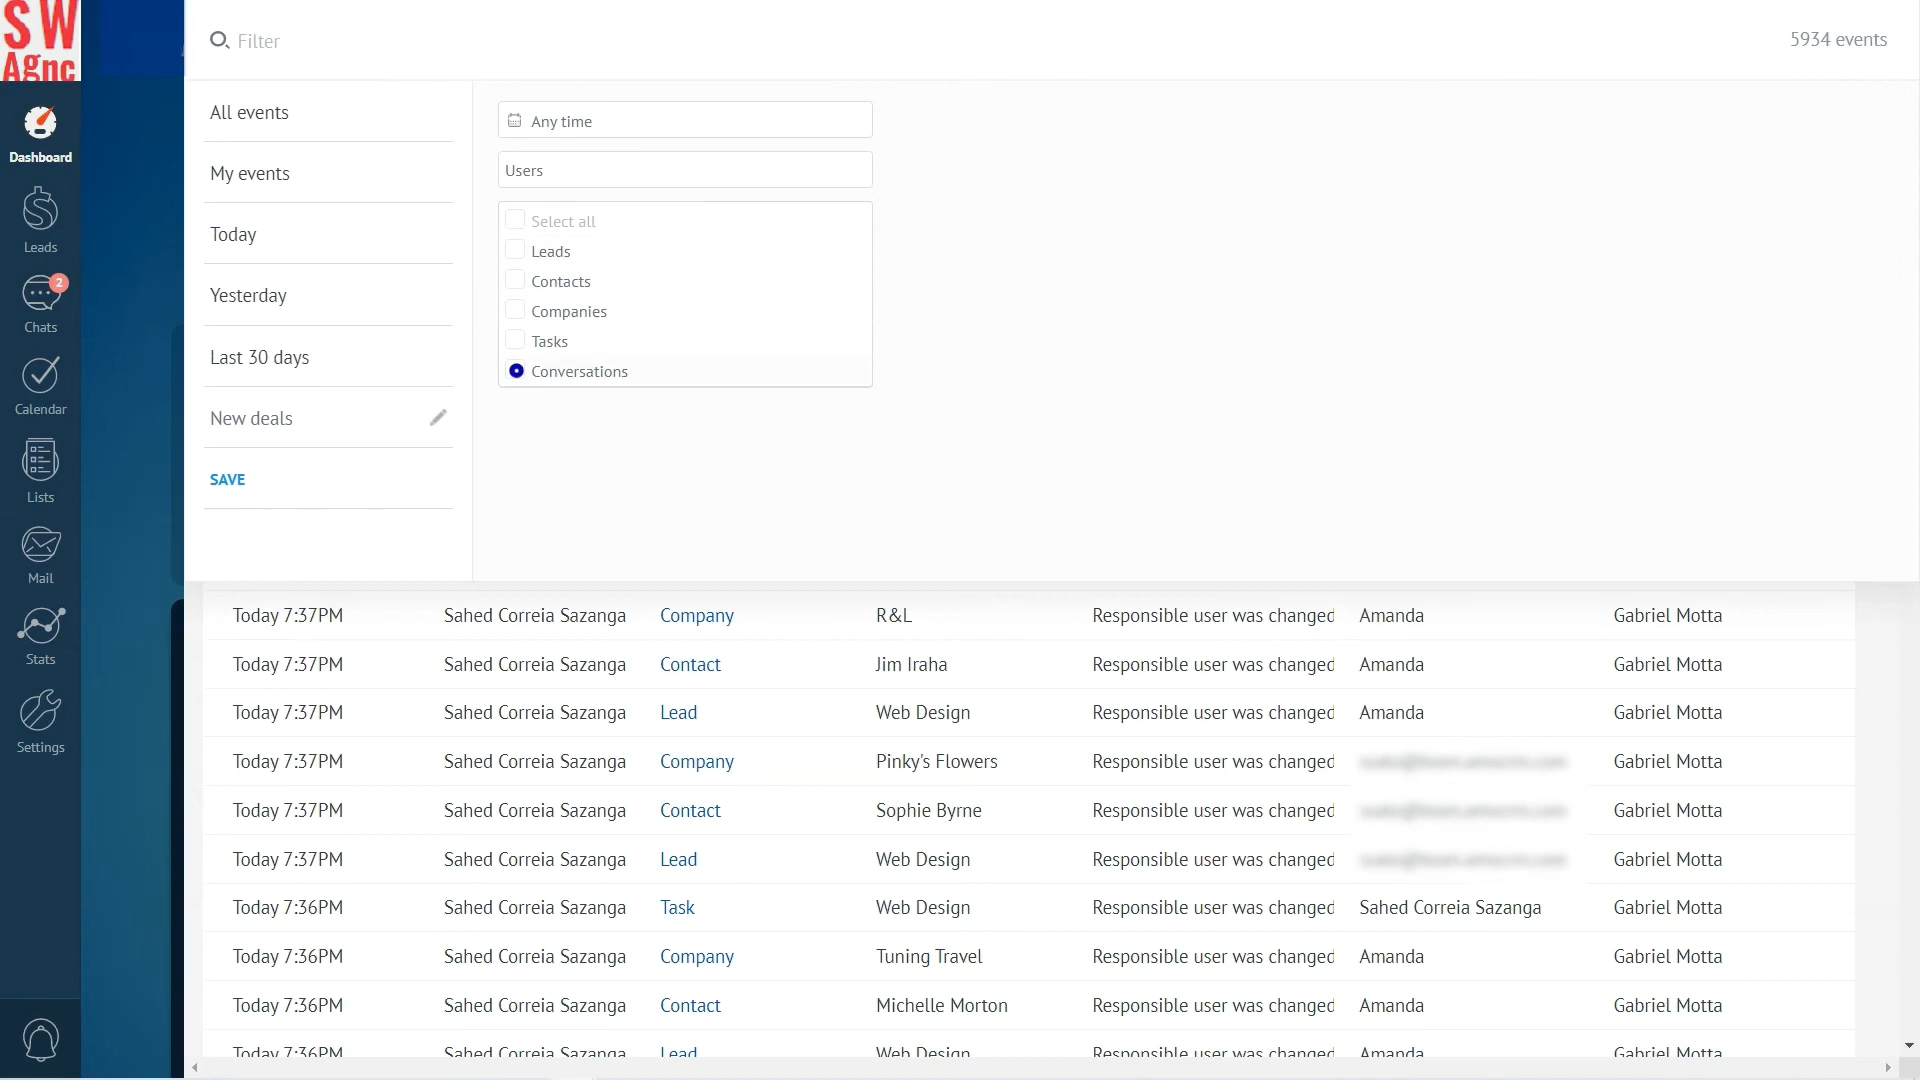 SW
Agnc
Filter
5934 events
Dashboard
Leads
2
Chats
Calendar
Lists
Mail
Stats
Settings
All events
My events
Today
Yesterday
Last 30 days
New deals
SAVE
Any time
Users
Select all
Leads
Contacts
Companies
Tasks
Conversations
Today 7:37PM Sahed Correia Sazanga Company R&L Responsible user was changed Amanda Gabriel Motta
Today 7:37PM Sahed Correia Sazanga Contact Jim Iraha Responsible user was changed Amanda Gabriel Motta
Today 7:37PM Sahed Correia Sazanga Lead Web Design Responsible user was changed Amanda Gabriel Motta
Today 7:37PM Sahed Correia Sazanga Company Pinky's Flowers Responsible user was changed Gabriel Motta
Today 7:37PM Sahed Correia Sazanga Contact Sophie Byrne Responsible user was changed Gabriel Motta
Today 7:37PM Sahed Correia Sazanga Lead Web Design Responsible user was changed Gabriel Motta
Today 7:36PM Sahed Correia Sazanga Task Web Design Responsible user was changed Sahed Correia Sazanga Gabriel Motta
Today 7:36PM Sahed Correia Sazanga Company Tuning Travel Responsible user was changed Amanda Gabriel Motta
Today 7:36PM Sahed Correia Sazanga Contact Michelle Morton Responsible user was changed Amanda Gabriel Motta
Today 7:36PM Sahed Correia Sazanga Lead Web Design Responsible user was changed Amanda Gabriel Motta